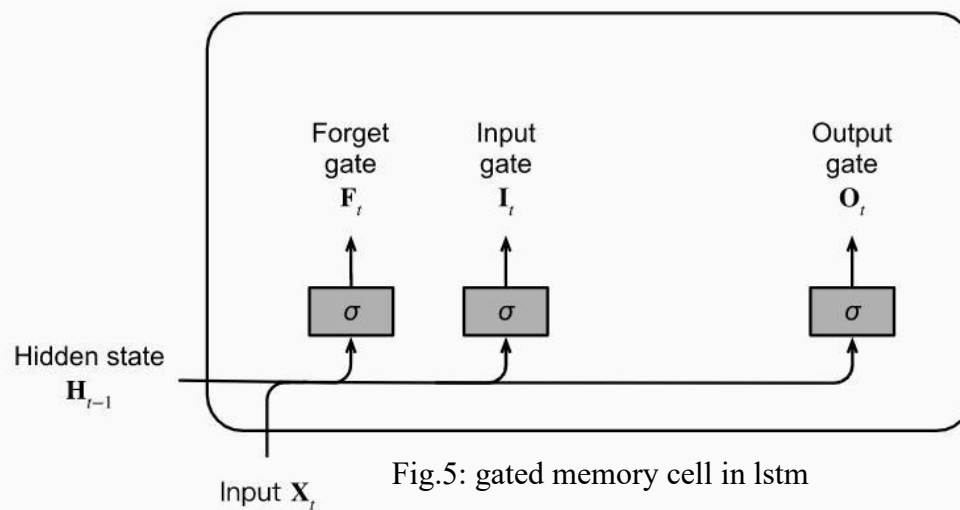 Forget
gate
F_t
Input
gate
I_t
Output
gate
O_t
σ
σ
σ
Hidden state
H_{t−1}
Fig.5: gated memory cell in lstm
Input X_t